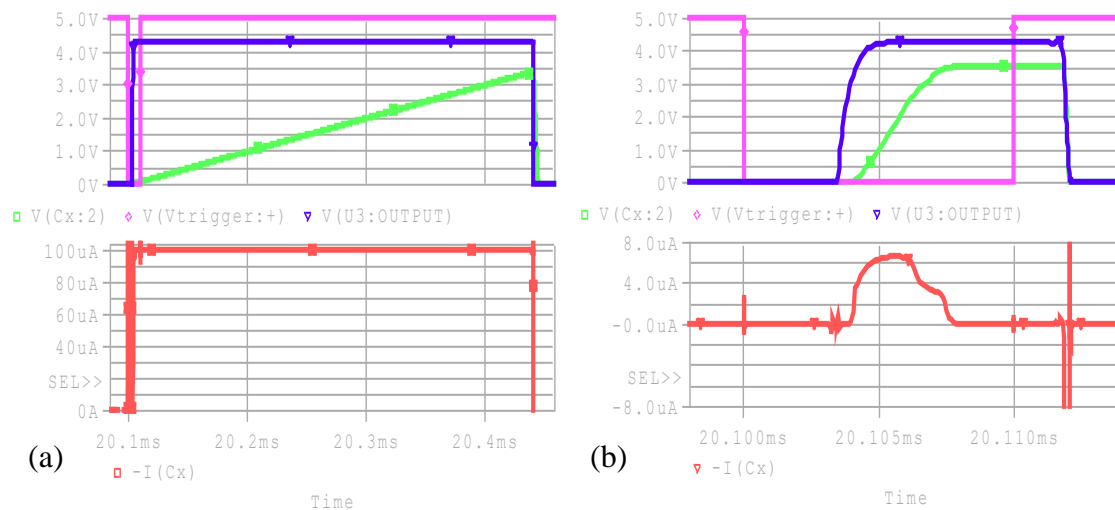 5.0V
4.0V
3.0V
2.0V
1.0V
0V
V(Cx:2) V(Vtrigger:+) V(U3:OUTPUT)
100uA
80uA
60uA
40uA
SEL>>
0A
20.1ms 20.2ms 20.3ms 20.4ms
(a)
-I(Cx)
Time
5.0V
4.0V
3.0V
2.0V
1.0V
0V
V(Cx:2) V(Vtrigger:+) V(U3:OUTPUT)
8.0uA
4.0uA
-0.0uA
SEL>>
-8.0uA
20.100ms 20.105ms 20.110ms
(b)
-I(Cx)
Time